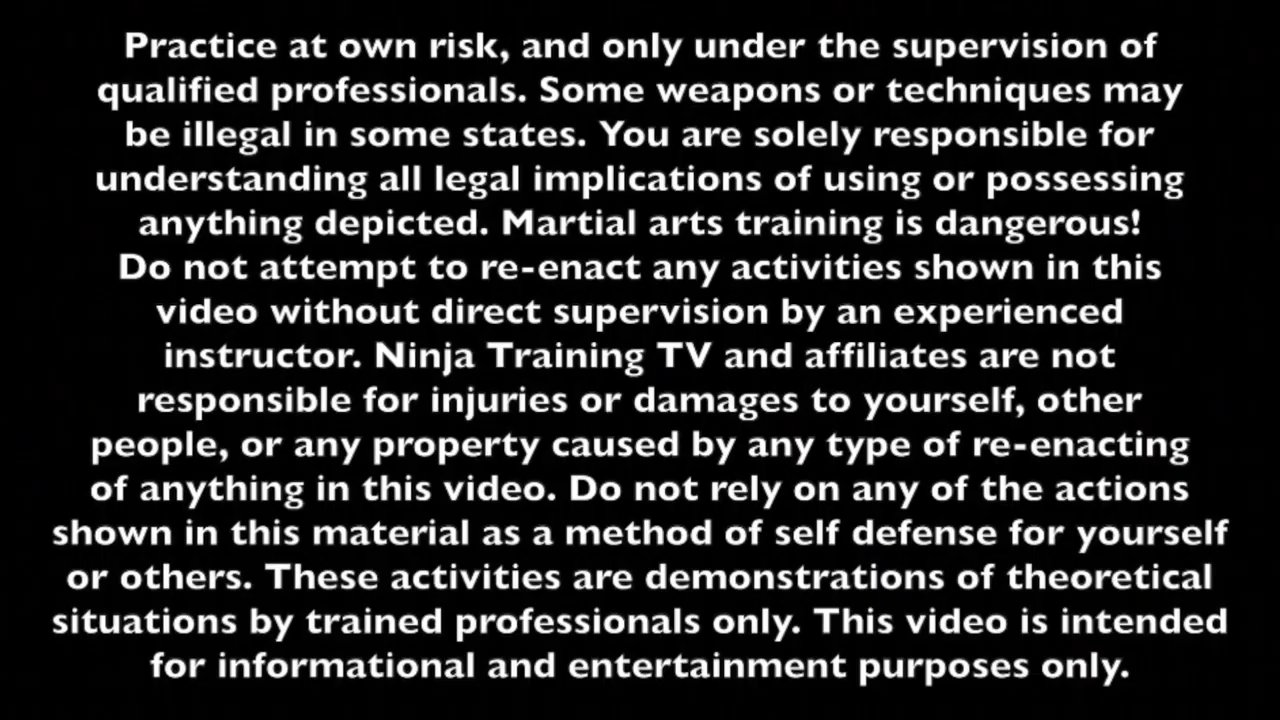 Practice at own risk, and only under the supervision of
qualified professionals. Some weapons or techniques may
be illegal in some states. You are solely responsible for
understanding all legal implications of using or possessing
anything depicted. Martial arts training is dangerous!
Do not attempt to re-enact any activities shown in this
video without direct supervision by an experienced
instructor. Ninja Training TV and affiliates are not
responsible for injuries or damages to yourself, other
people, or any property caused by any type of re-enacting
of anything in this video. Do not rely on any of the actions
shown in this material as a method of self defense for yourself
or others. These activities are demonstrations of theoretical
situations by trained professionals only. This video is intended
for informational and entertainment purposes only.